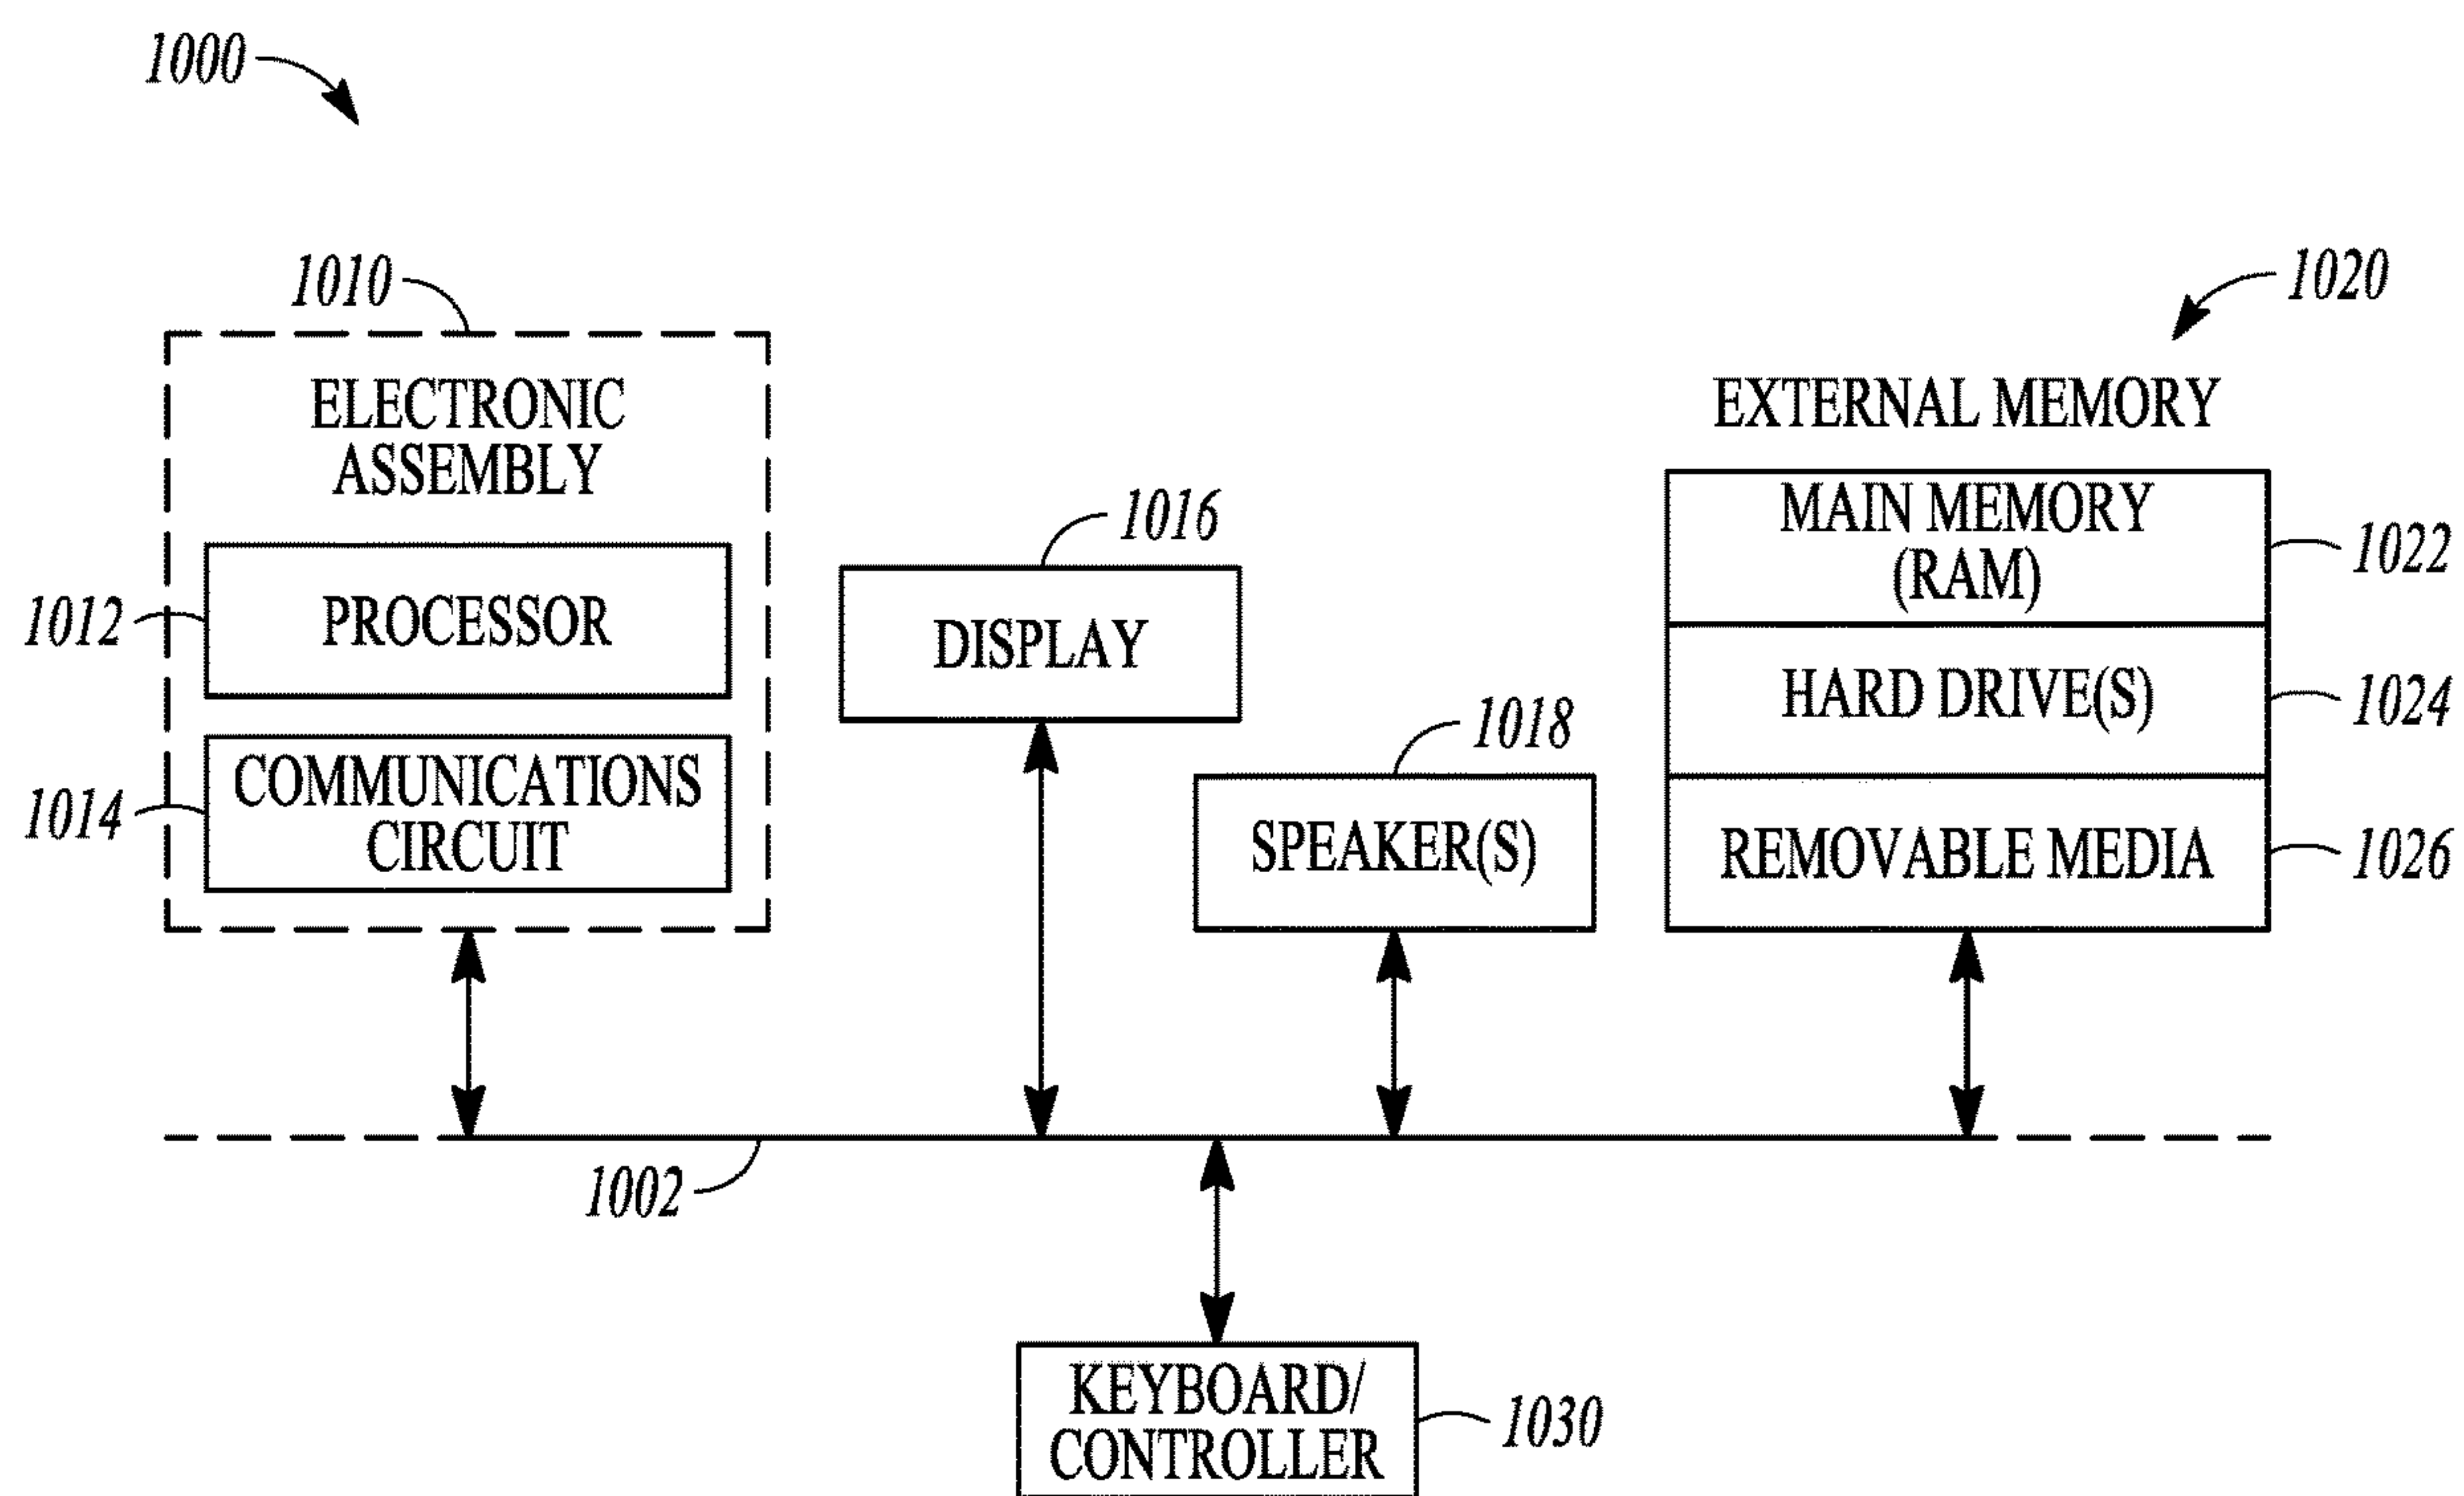 1000
1010
1020
ELECTRONIC
ASSEMBLY
EXTERNAL MEMORY
1012
PROCESSOR
1014
COMMUNICATIONS
CIRCUIT
1016
DISPLAY
1018
SPEAKER(S)
MAIN MEMORY
(RAM)
1022
HARD DRIVE(S)
1024
REMOVABLE MEDIA
1026
1002
KEYBOARD/
CONTROLLER
1030